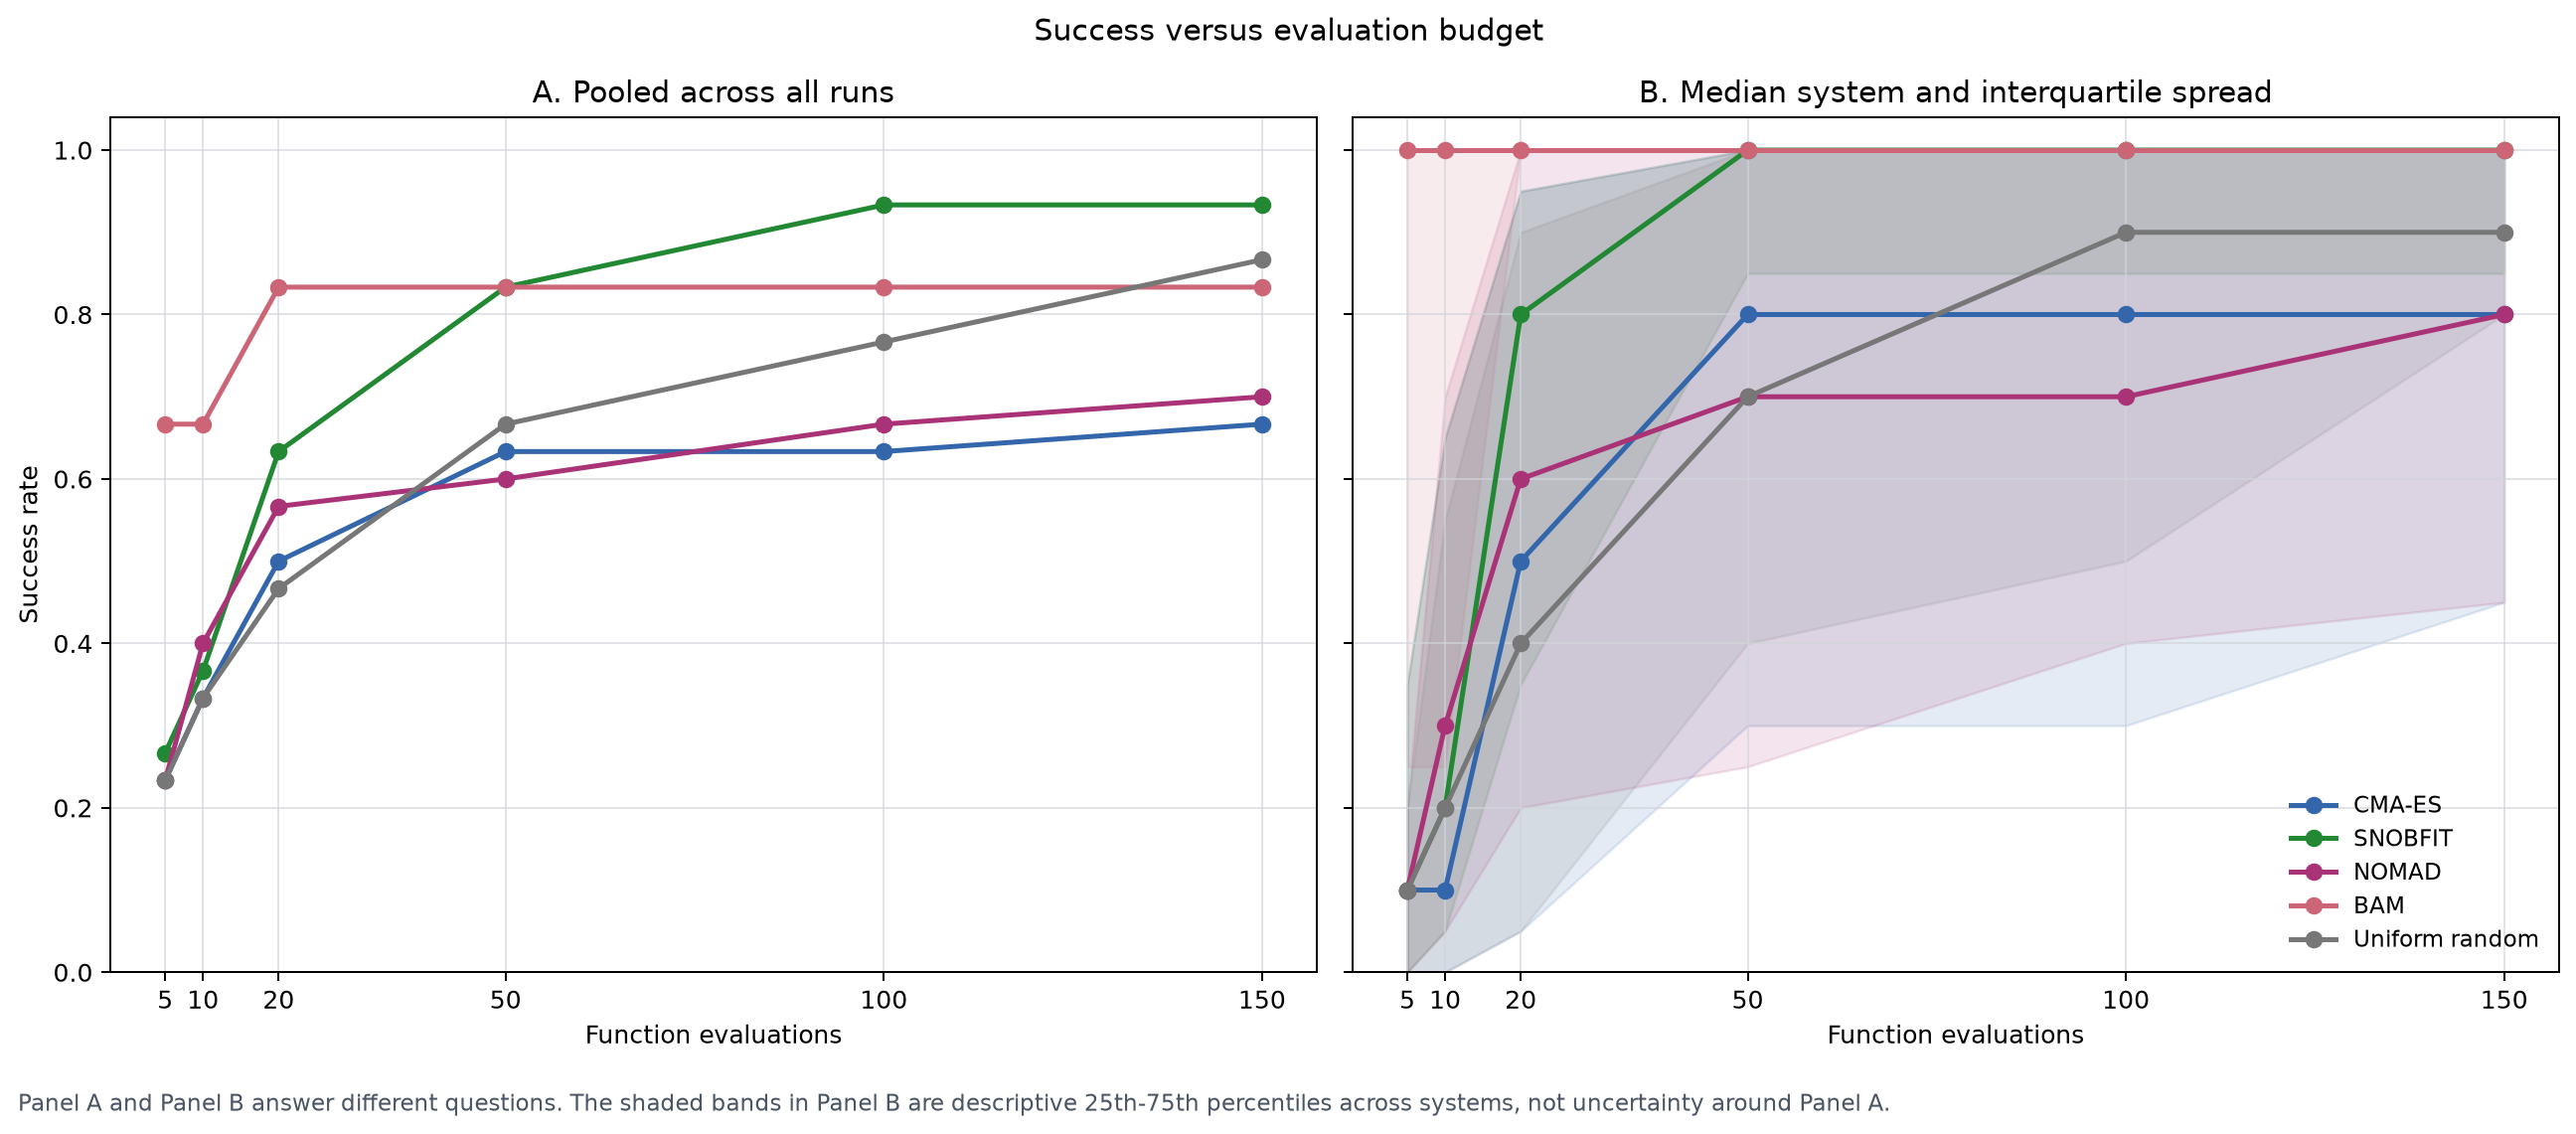 Success versus evaluation budget
A. Pooled across all runs
B. Median system and interquartile spread
Success rate
1.0
0.8
0.6
0.4
0.2
0.0
5 10 20 50 100 150
Function evaluations
5 10 20 50 100 150
Function evaluations
CMA-ES
SNOBFIT
NOMAD
BAM
Uniform random
Panel A and Panel B answer different questions. The shaded bands in Panel B are descriptive 25th-75th percentiles across systems, not uncertainty around Panel A.